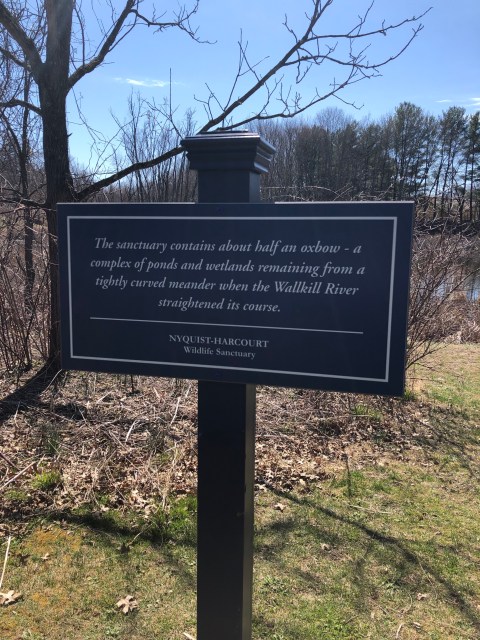 The sanctuary contains about half an oxbow - a
complex of ponds and wetlands remaining from a
tightly curved meander when the Wallkill River
straightened its course.
NYQUIST-HARCOURT
Wildlife Sanctuary